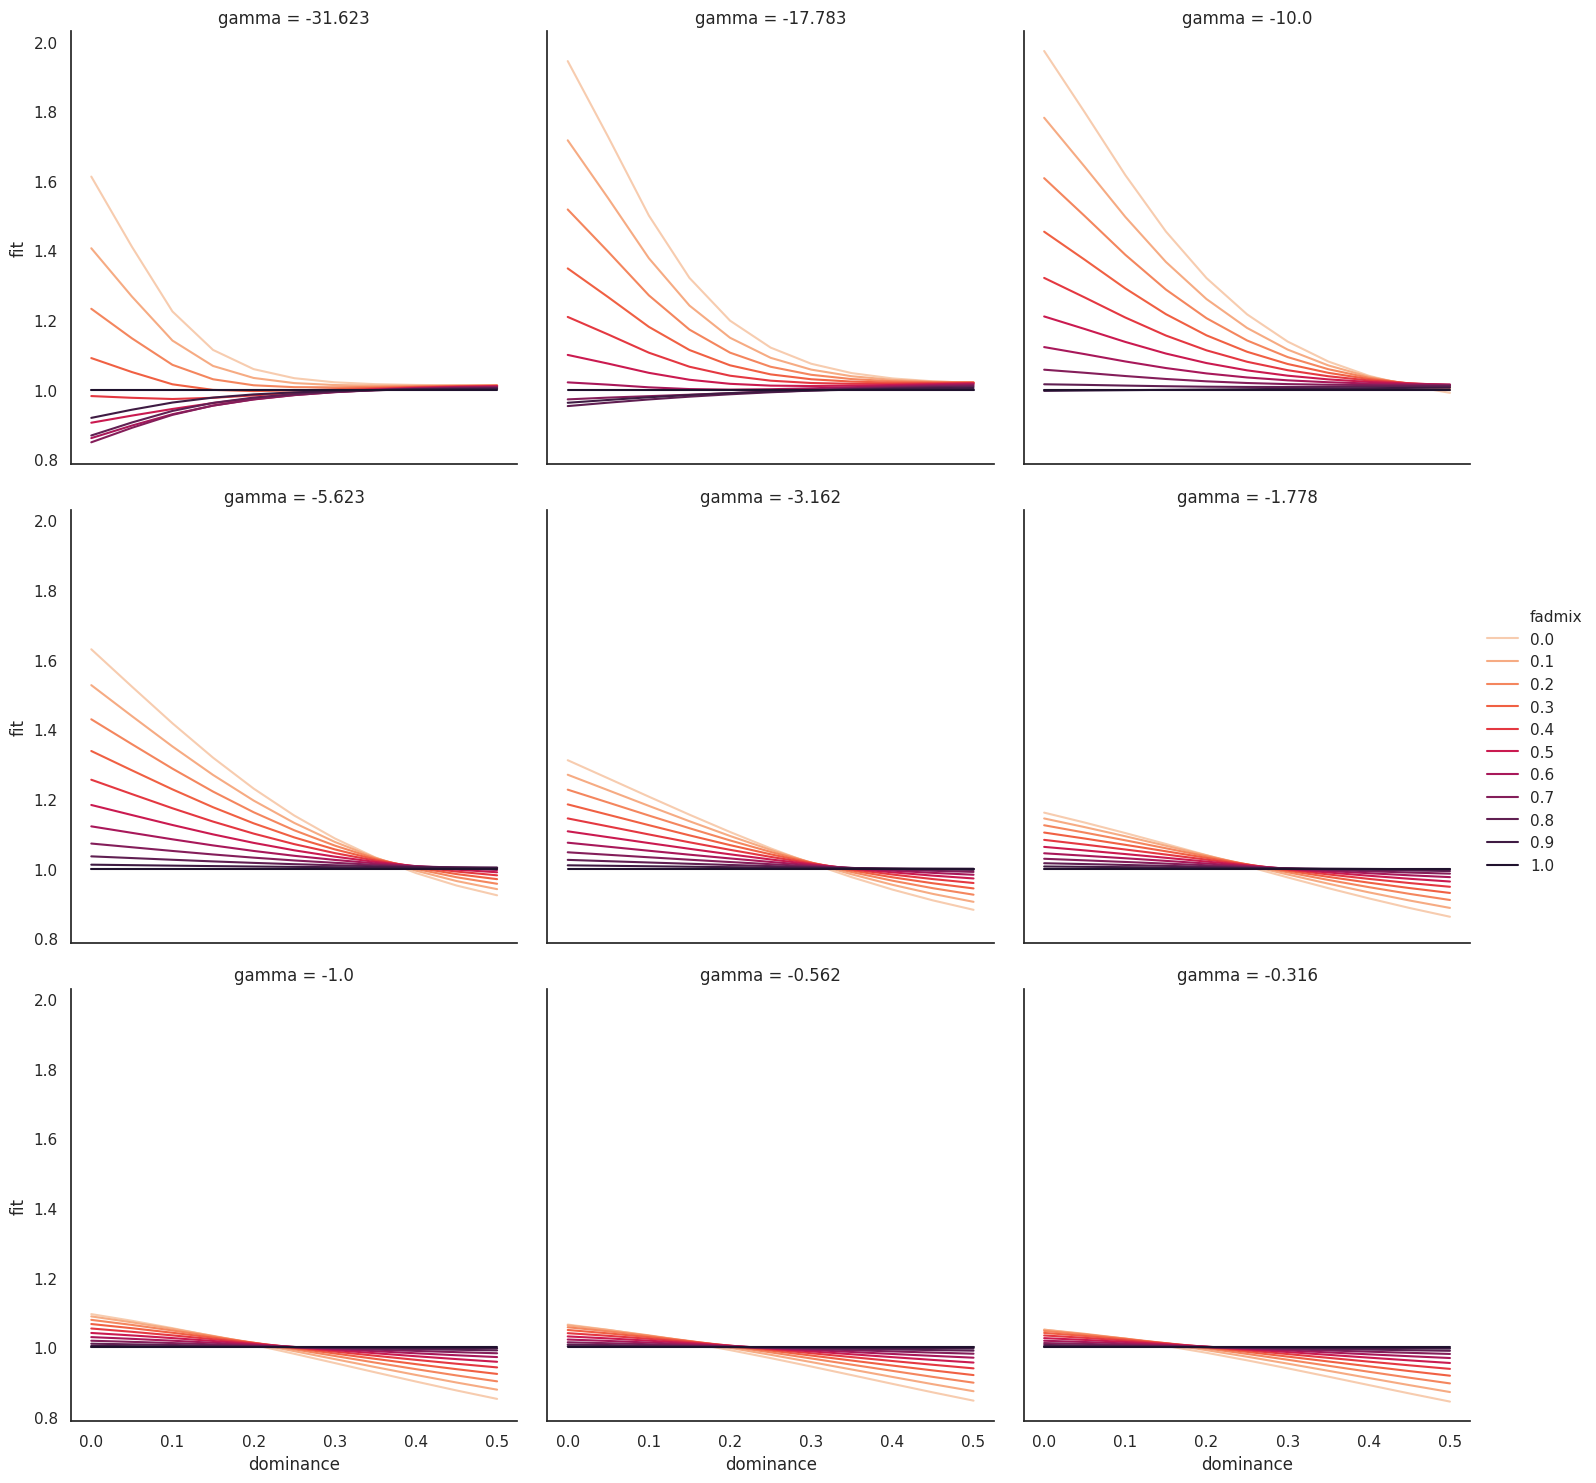 gamma = -31.623
gamma = -17.783
gamma = -10.0
2.0
1.8
1.6
1.4
1.2
1.0
0.8
fit
gamma = -5.623
gamma = -3.162
gamma = -1.778
2.0
1.8
1.6
1.4
1.2
1.0
0.8
fit
fadmix
0.0
0.1
0.2
0.3
0.4
0.5
0.6
0.7
0.8
0.9
1.0
gamma = -1.0
gamma = -0.562
gamma = -0.316
2.0
1.8
1.6
1.4
1.2
1.0
0.8
fit
0.0 0.1 0.2 0.3 0.4 0.5
dominance
0.0 0.1 0.2 0.3 0.4 0.5
dominance
0.0 0.1 0.2 0.3 0.4 0.5
dominance